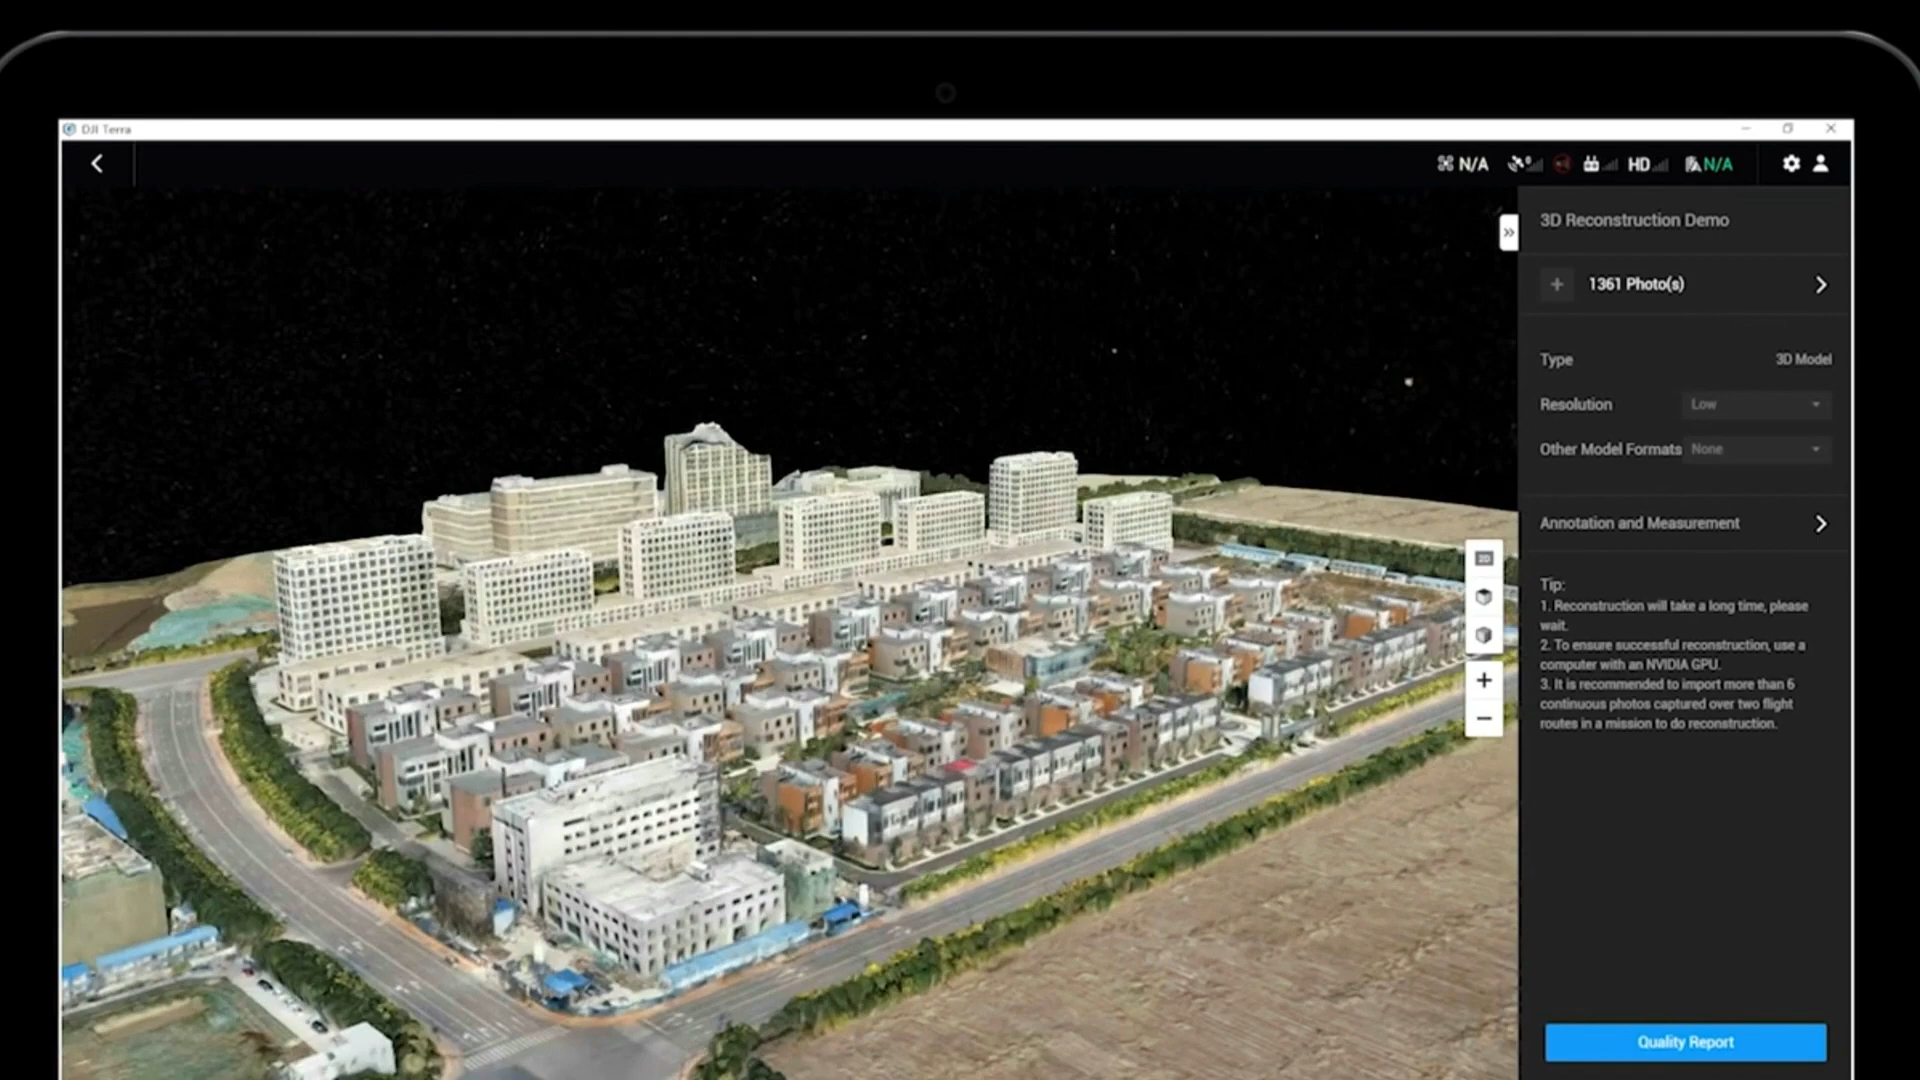 DJI Terra
N/A
HD
N/A
3D Reconstruction Demo
1361 Photo(s)
Type 3D Model
Resolution Low
Other Model Formats None
Annotation and Measurement
Tip:
1. Reconstruction will take a long time, please
wait.
2. To ensure successful reconstruction, use a
computer with an NVIDIA GPU.
3. It is recommended to import more than 6
continuous photos captured over two flight
routes in a mission to do reconstruction.
Quality Report